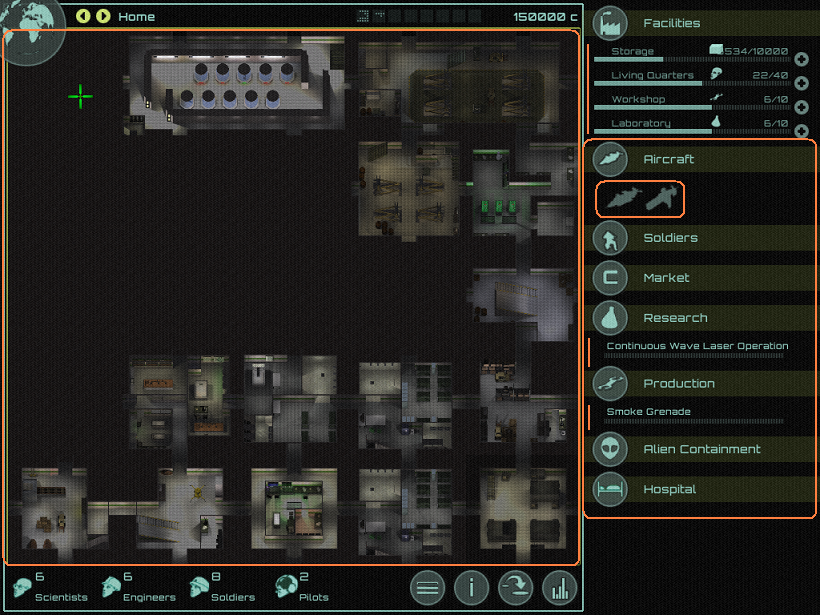 Home
150000 c
Facilities
Storage
534/10000
Living Quarters
22/40
Workshop
6/10
Laboratory
6/10
Aircraft
Soldiers
Market
Research
Continuous Wave Laser Operation
Production
Smoke Grenade
Alien Containment
Hospital
6
Scientists
6
Engineers
8
Soldiers
2
Pilots